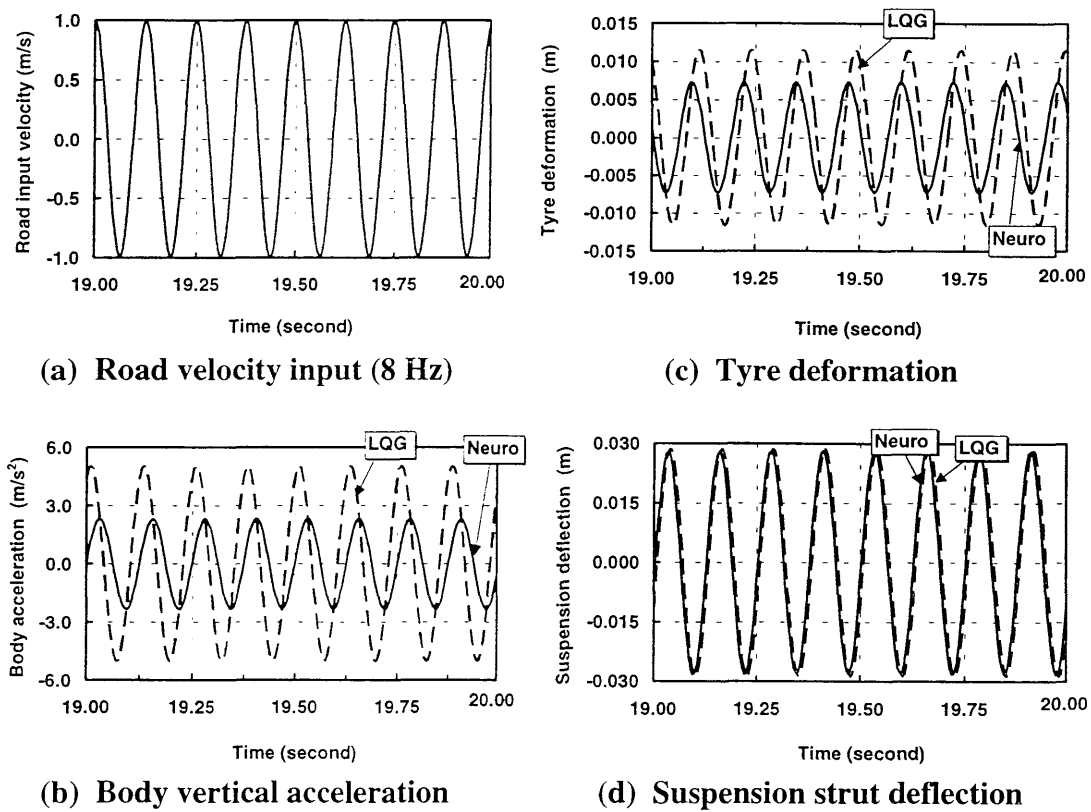 Road input velocity (m/s)
1.0
0.5
0.0
-0.5
-1.0
19.00 19.25 19.50 19.75 20.00
Time (second)
(a) Road velocity input (8 Hz)
Tyre deformation (m)
0.015
0.010
0.005
0.000
-0.005
-0.010
-0.015
LQG
Neuro
19.00 19.25 19.50 19.75 20.00
Time (second)
(c) Tyre deformation
Body acceleration (m/s²)
6.0
3.0
0.0
-3.0
-6.0
LQG
Neuro
19.00 19.25 19.50 19.75 20.00
Time (second)
(b) Body vertical acceleration
Suspension deflection (m)
0.030
0.015
0.000
-0.015
-0.030
Neuro
LQG
19.00 19.25 19.50 19.75 20.00
Time (second)
(d) Suspension strut deflection